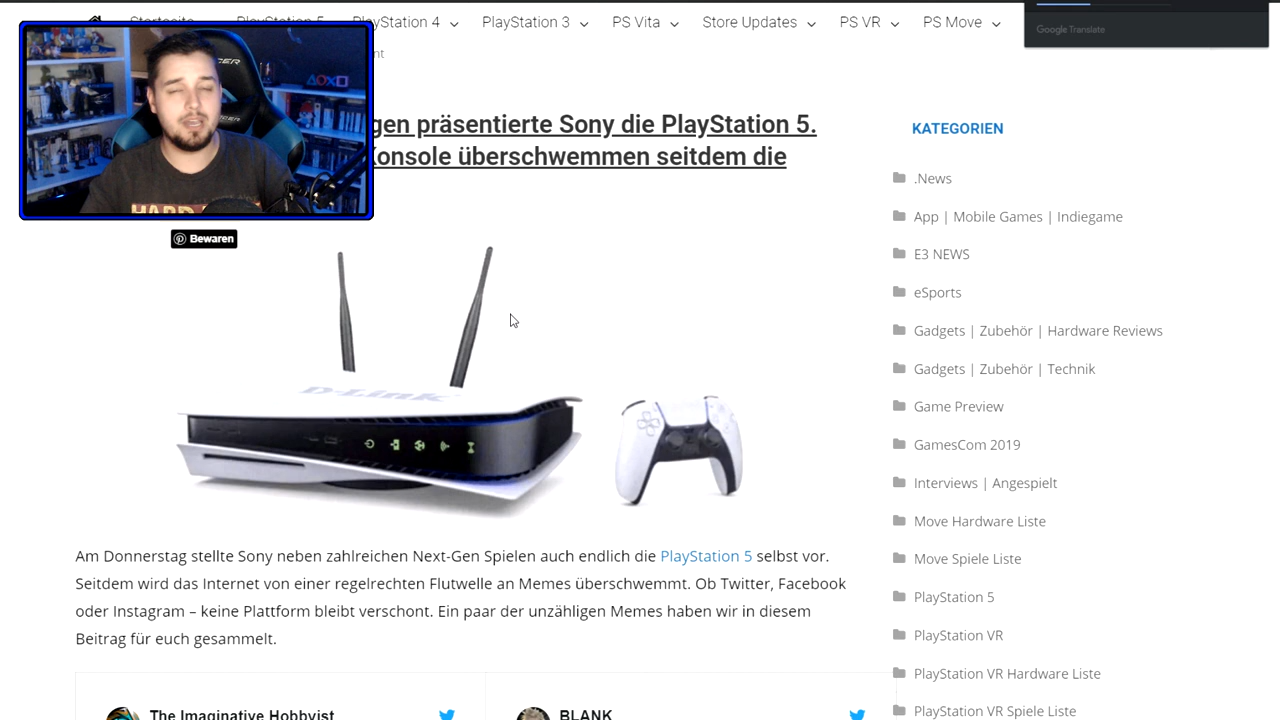 PlayStation 4
PlayStation 3
PS Vita
Store Updates
PS VR
PS Move
Google Translate
gen präsentierte Sony die PlayStation 5.
Konsole überschwemmen seitdem die
Bewaren
D-Link
Am Donnerstag stellte Sony neben zahlreichen Next-Gen Spielen auch endlich die PlayStation 5 selbst vor.
Seitdem wird das Internet von einer regelrechten Flutwelle an Memes überschwemmt. Ob Twitter, Facebook
oder Instagram – keine Plattform bleibt verschont. Ein paar der unzähligen Memes haben wir in diesem
Beitrag für euch gesammelt.
The Imaginative Hobbyist
BLANK
KATEGORIEN
.News
App | Mobile Games | Indiegame
E3 NEWS
eSports
Gadgets | Zubehör | Hardware Reviews
Gadgets | Zubehör | Technik
Game Preview
GamesCom 2019
Interviews | Angespielt
Move Hardware Liste
Move Spiele Liste
PlayStation 5
PlayStation VR
PlayStation VR Hardware Liste
PlayStation VR Spiele Liste